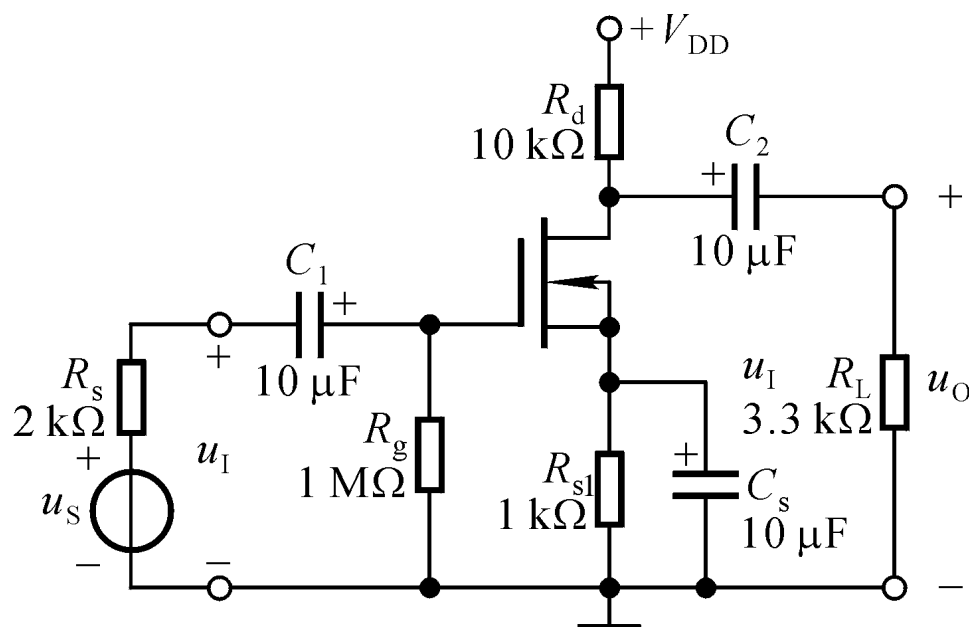 + V_DD
R_d
10 kΩ
C_2
+
+
10 μF
C_1
+
+
10 μF
R_s
2 kΩ
+
u_S
−
u_I
−
R_g
1 MΩ
R_s1
1 kΩ
+
C_s
10 μF
u_I
R_L
3.3 kΩ
u_O
−